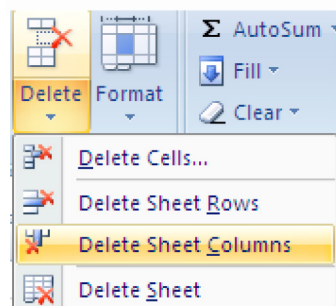 Σ AutoSum
Fill
Clear
Delete Format
Delete Cells...
Delete Sheet Rows
Delete Sheet Columns
Delete Sheet